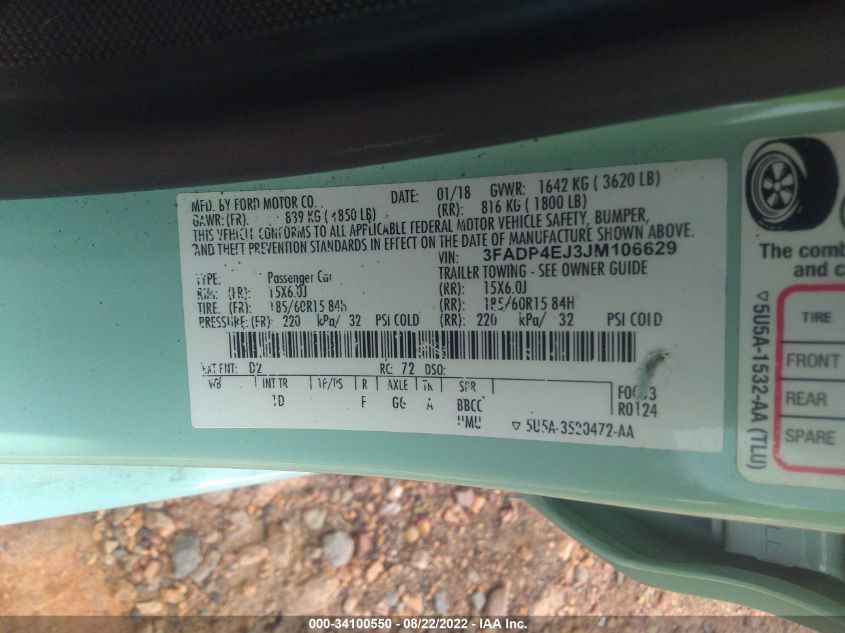 MFD. BY FORD MOTOR CO. DATE: 01/18 GVWR: 1642 KG ( 3620 LB)
GAWR:(FR). 839 KG ( 1850 LB) (RR): 816 KG ( 1800 LB)
THIS VEHICLE CONFORMS TO ALL APPLICABLE FEDERAL MOTOR VEHICLE SAFETY, BUMPER,
AND THEFT PREVENTION STANDARDS IN EFFECT ON THE DATE OF MANUFACTURE SHOWN ABOVE.
VIN: 3FADP4EJ3JM106629
TYPE: Passenger Car TRAILER TOWING - SEE OWNER GUIDE
RIM: (FR): 15X6.0J (RR): 15X6.0J
TIRE. (FR): 185/60R15 84H (RR): 185/60R15 84H
PRESSURE:(FR): 220 kPa/ 32 PSI COLD (RR): 220 kPa/ 32 PSI COLD
EXT PNT: D2 RC: 72 DSO:
WB INT TR TP/PS R AXLE TR SPR
F GG A BBCC
R0124
▽ 5U5A-3520472-AA
The comb
and c
TIRE
FRONT
REAR
SPARE
▽ 5U5A-1532-AA (TLU)
000-34100550 - 08/22/2022 - IAA Inc.